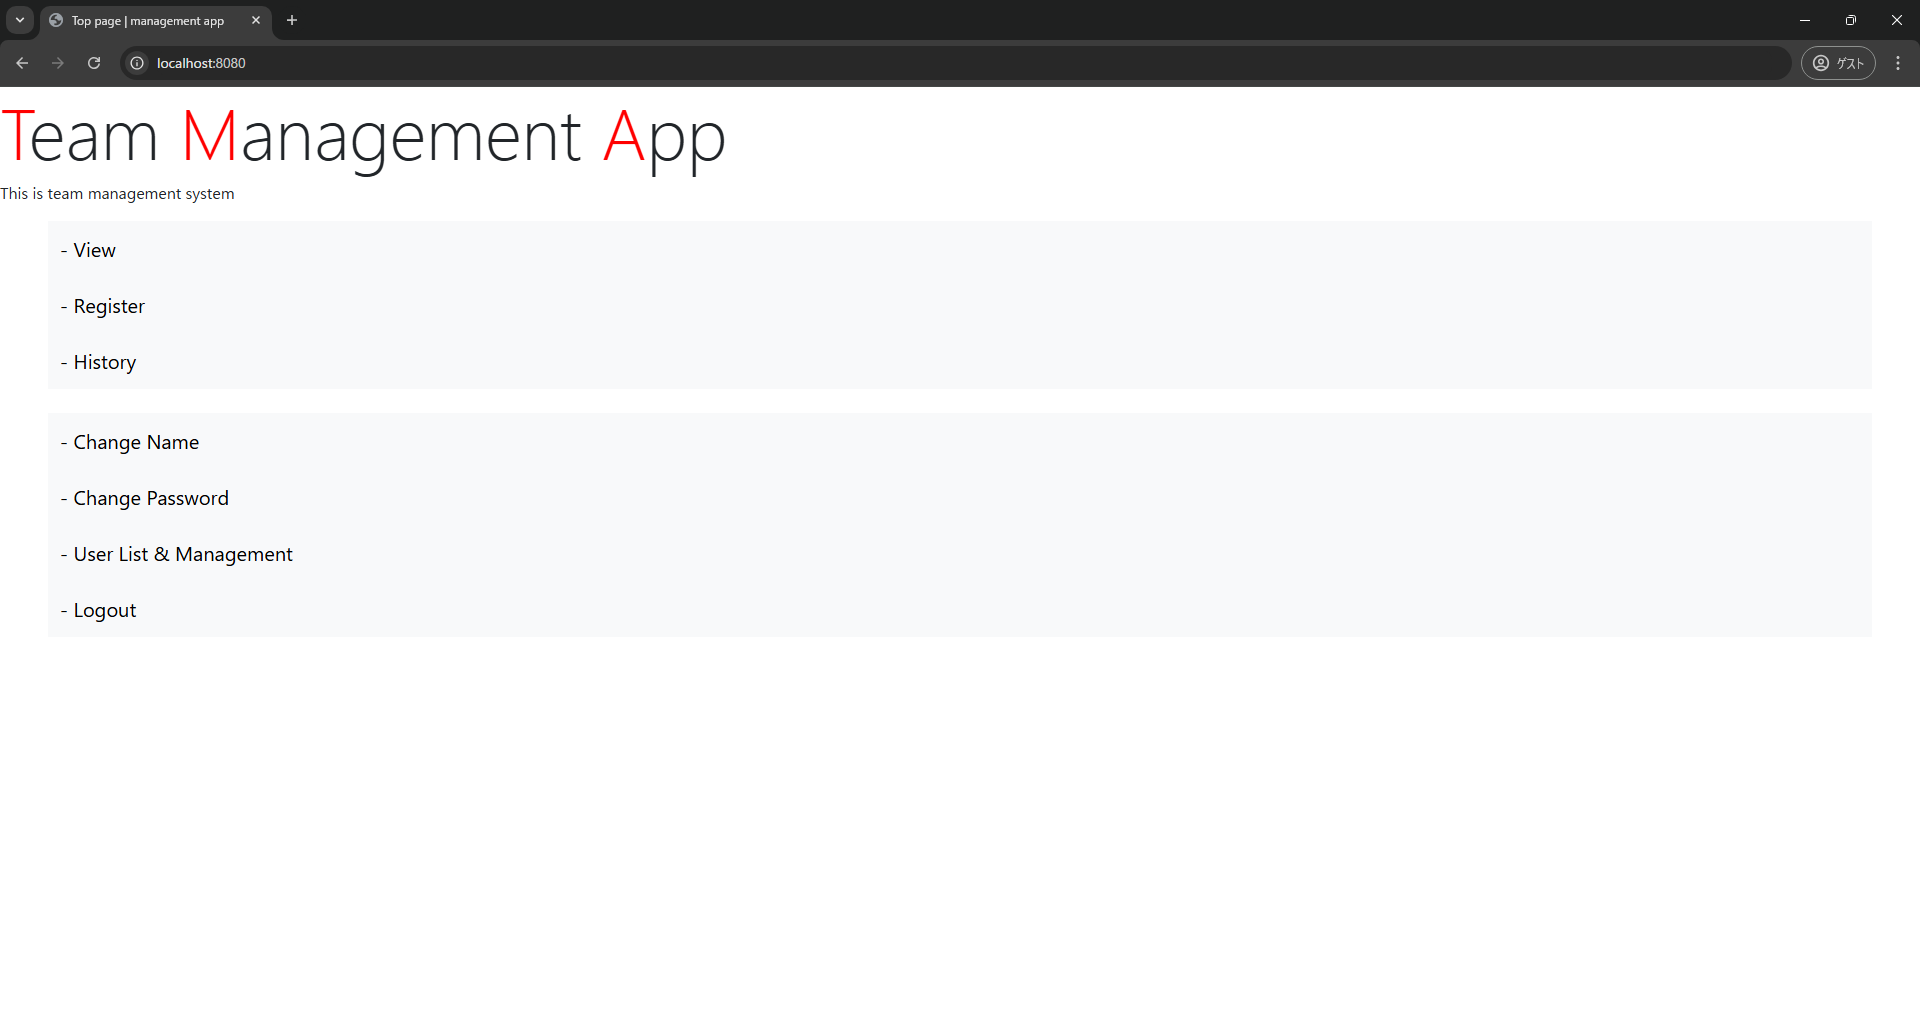 Top page | management app
localhost:8080
ゲスト
Team Management App
This is team management system
- View
- Register
- History
- Change Name
- Change Password
- User List & Management
- Logout